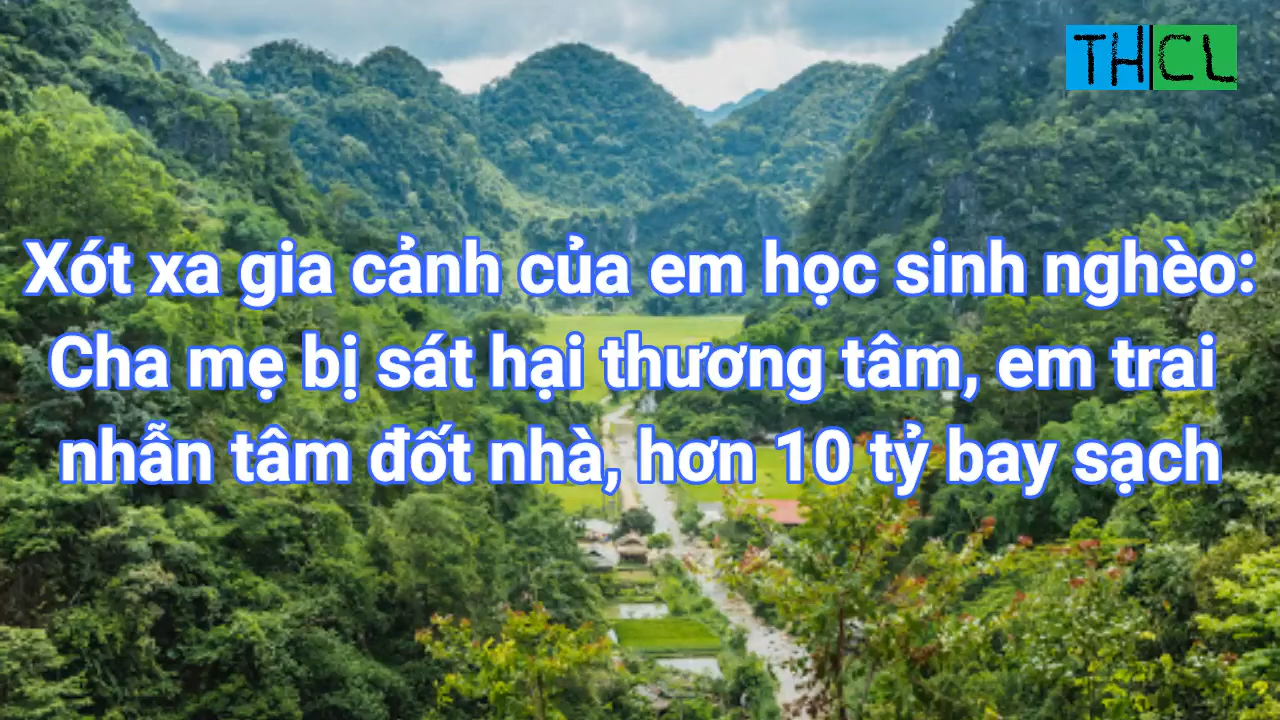 THCL
Xót xa gia cảnh của em học sinh nghèo:
Cha mẹ bị sát hại thương tâm, em trai
nhẫn tâm đốt nhà, hơn 10 tỷ bay sạch